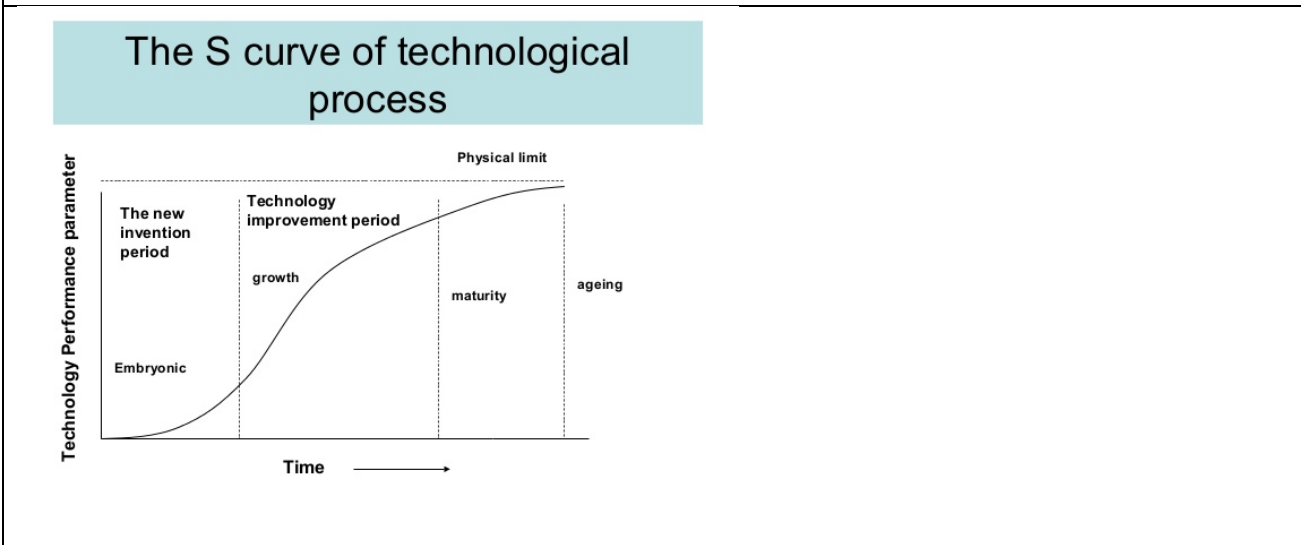 The S curve of technological
process
Technology Performance parameter
Physical limit
The new
invention
period
Technology
improvement period
growth
ageing
maturity
Embryonic
Time